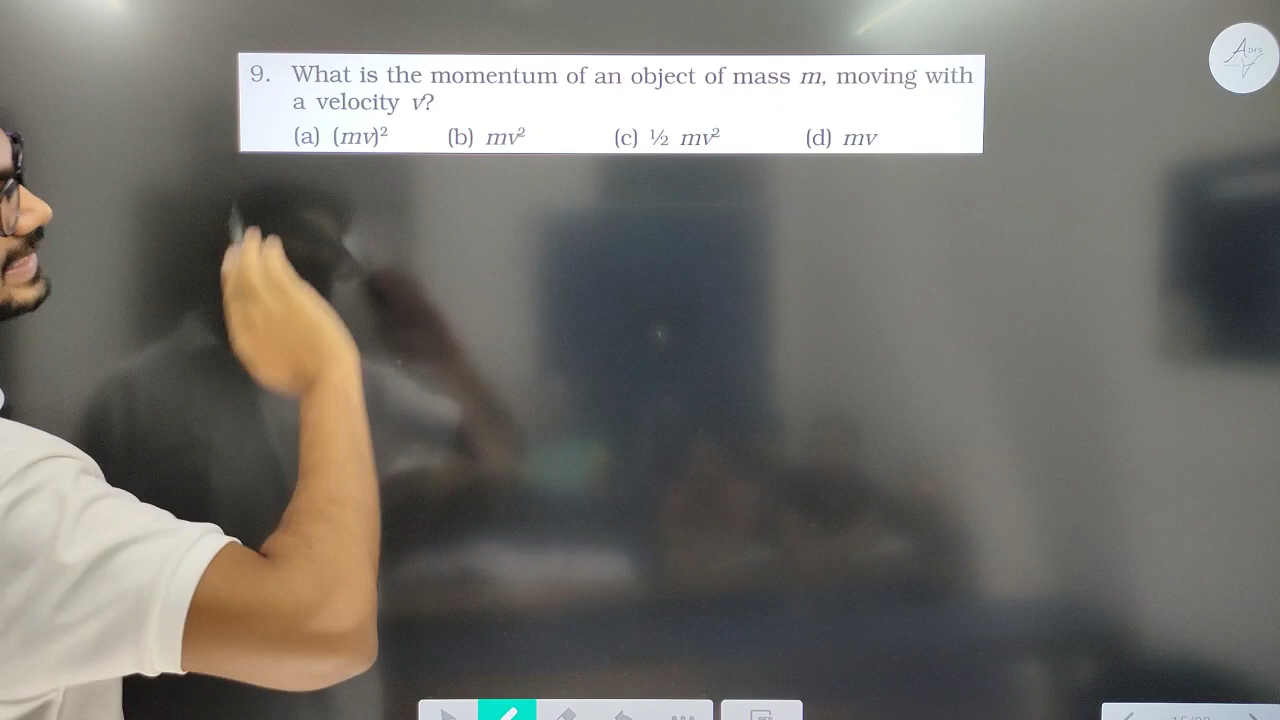 9. What is the momentum of an object of mass m, moving with
a velocity v?
(a) (mv)² (b) mv² (c) ½ mv² (d) mv